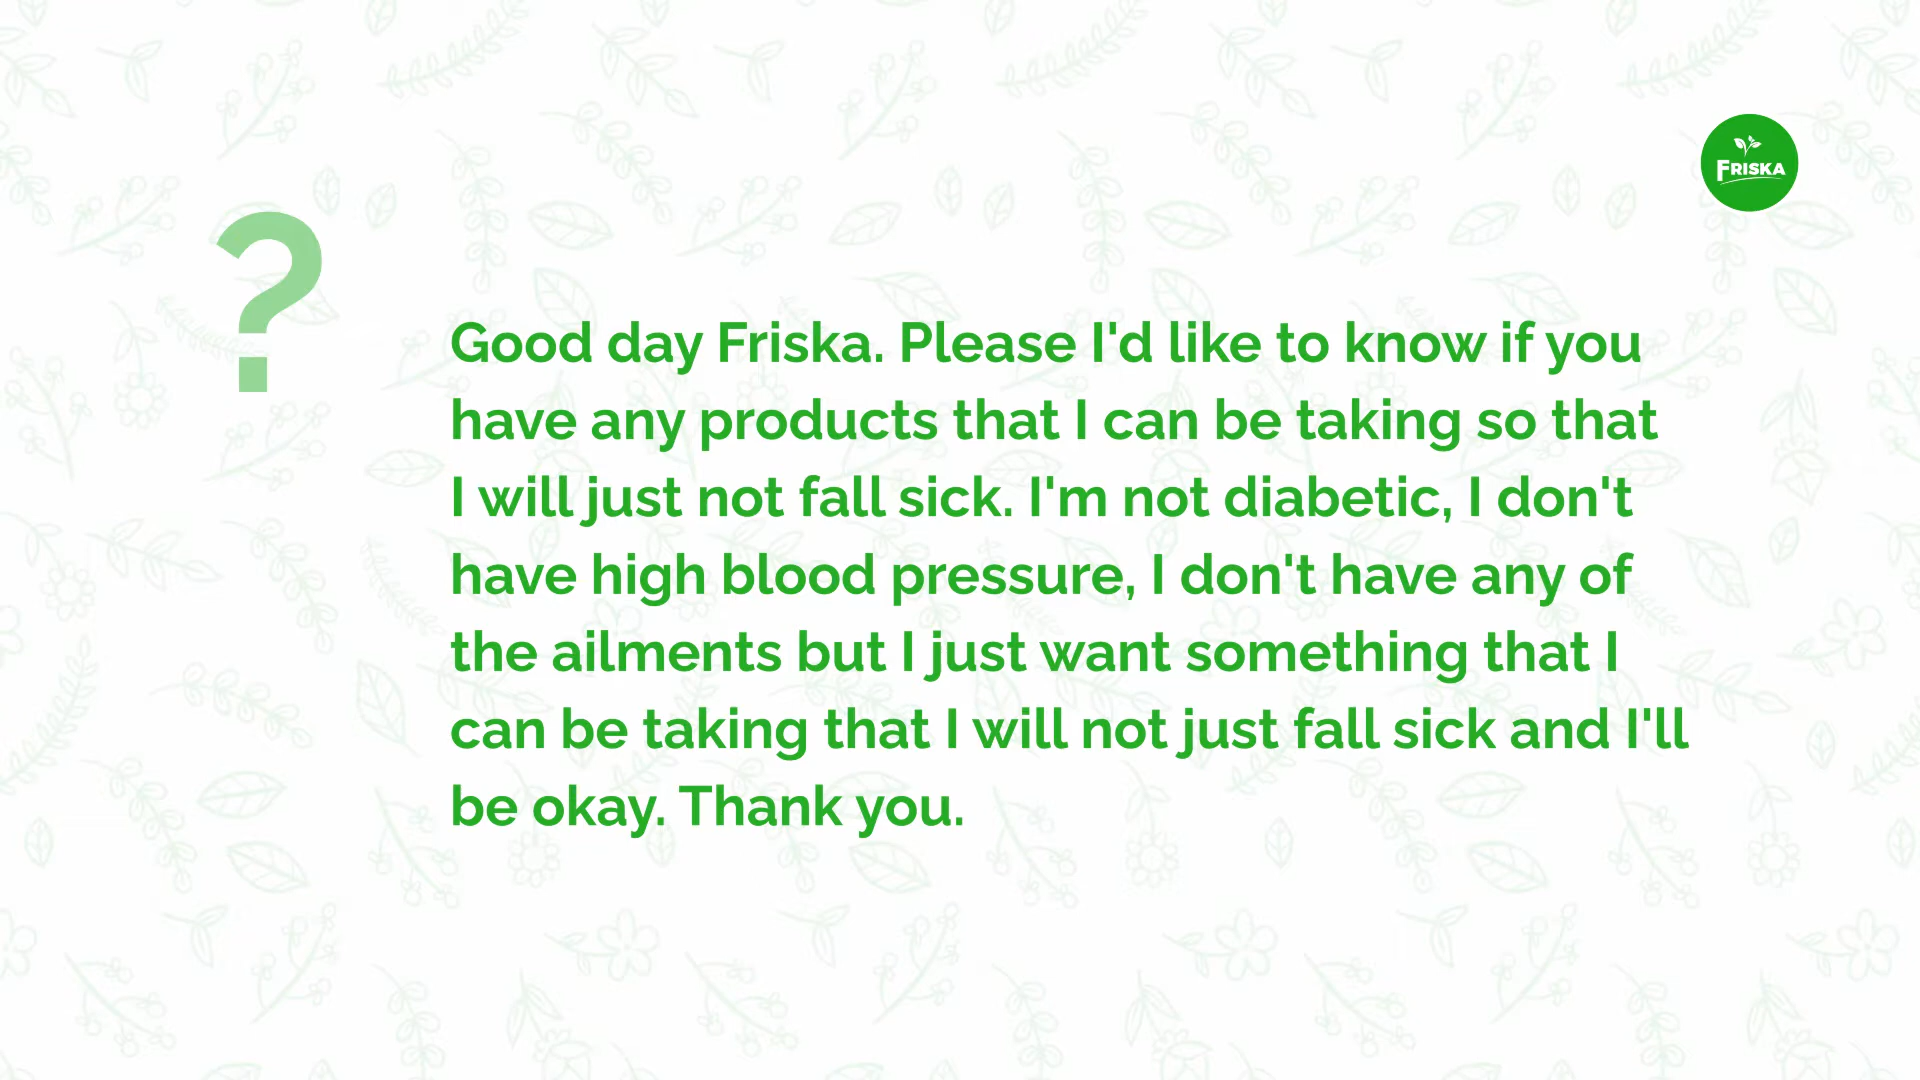 FRISKA
?
Good day Friska. Please I'd like to know if you
have any products that I can be taking so that
I will just not fall sick. I'm not diabetic, I don't
have high blood pressure, I don't have any of
the ailments but I just want something that I
can be taking that I will not just fall sick and I'll
be okay. Thank you.